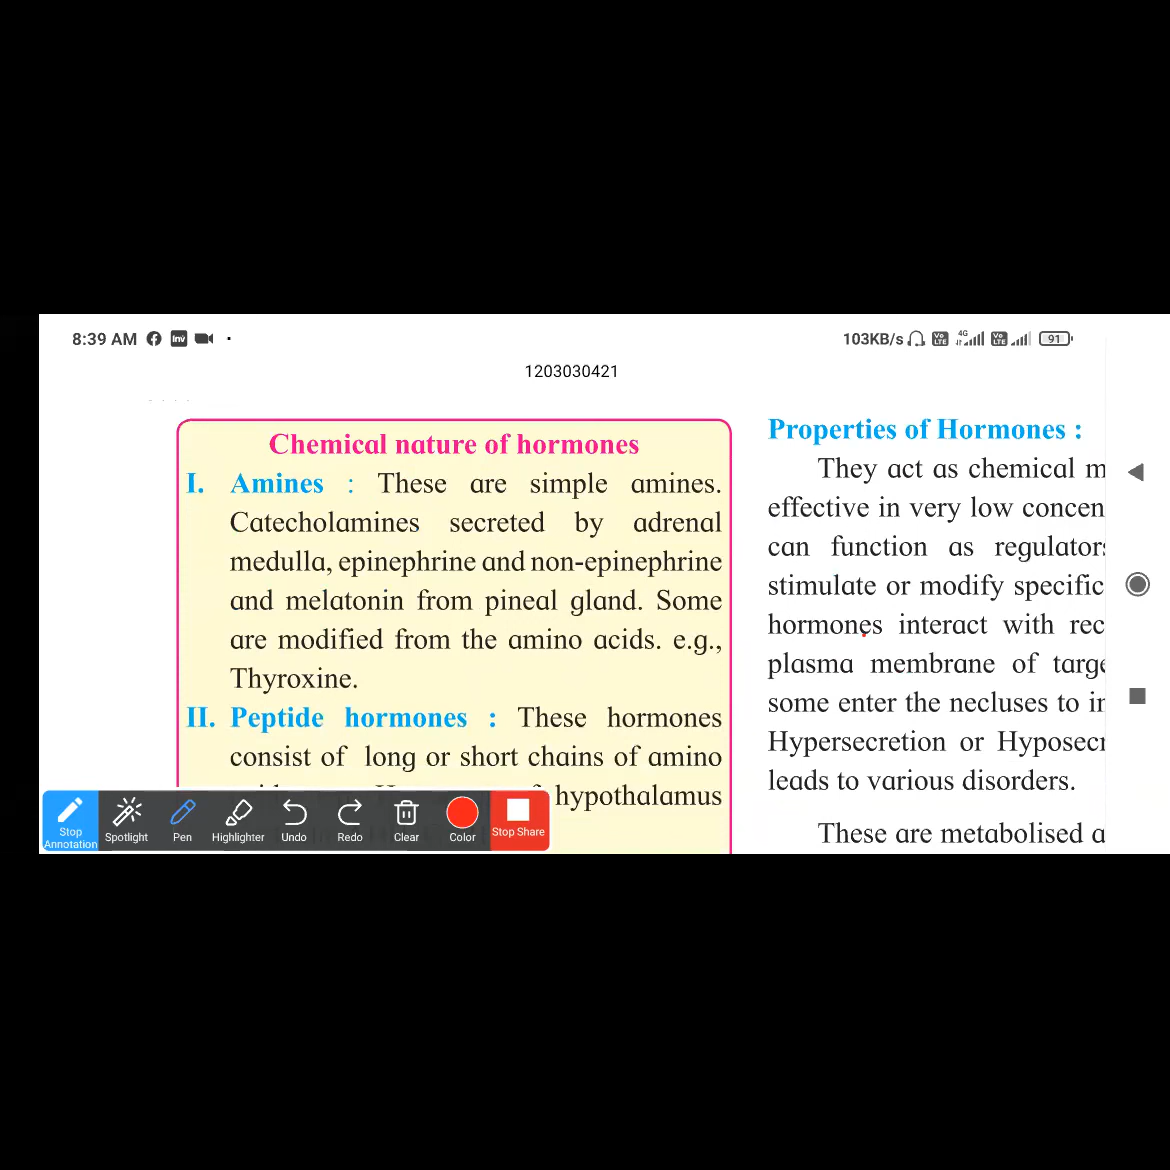 8:39 AM
103KB/s
4G
91
1203030421
Chemical nature of hormones
I. Amines : These are simple amines.
Catecholamines secreted by adrenal
medulla, epinephrine and non-epinephrine
and melatonin from pineal gland. Some
are modified from the amino acids. e.g.,
Thyroxine.
II. Peptide hormones : These hormones
consist of long or short chains of amino
hypothalamus
Properties of Hormones :
They act as chemical m
effective in very low concen
can function as regulators
stimulate or modify specific
hormones interact with rec
plasma membrane of targe
some enter the necluses to in
Hypersecretion or Hyposecr
leads to various disorders.
These are metabolised a
Stop Annotation
Spotlight
Pen
Highlighter
Undo
Redo
Clear
Color
Stop Share